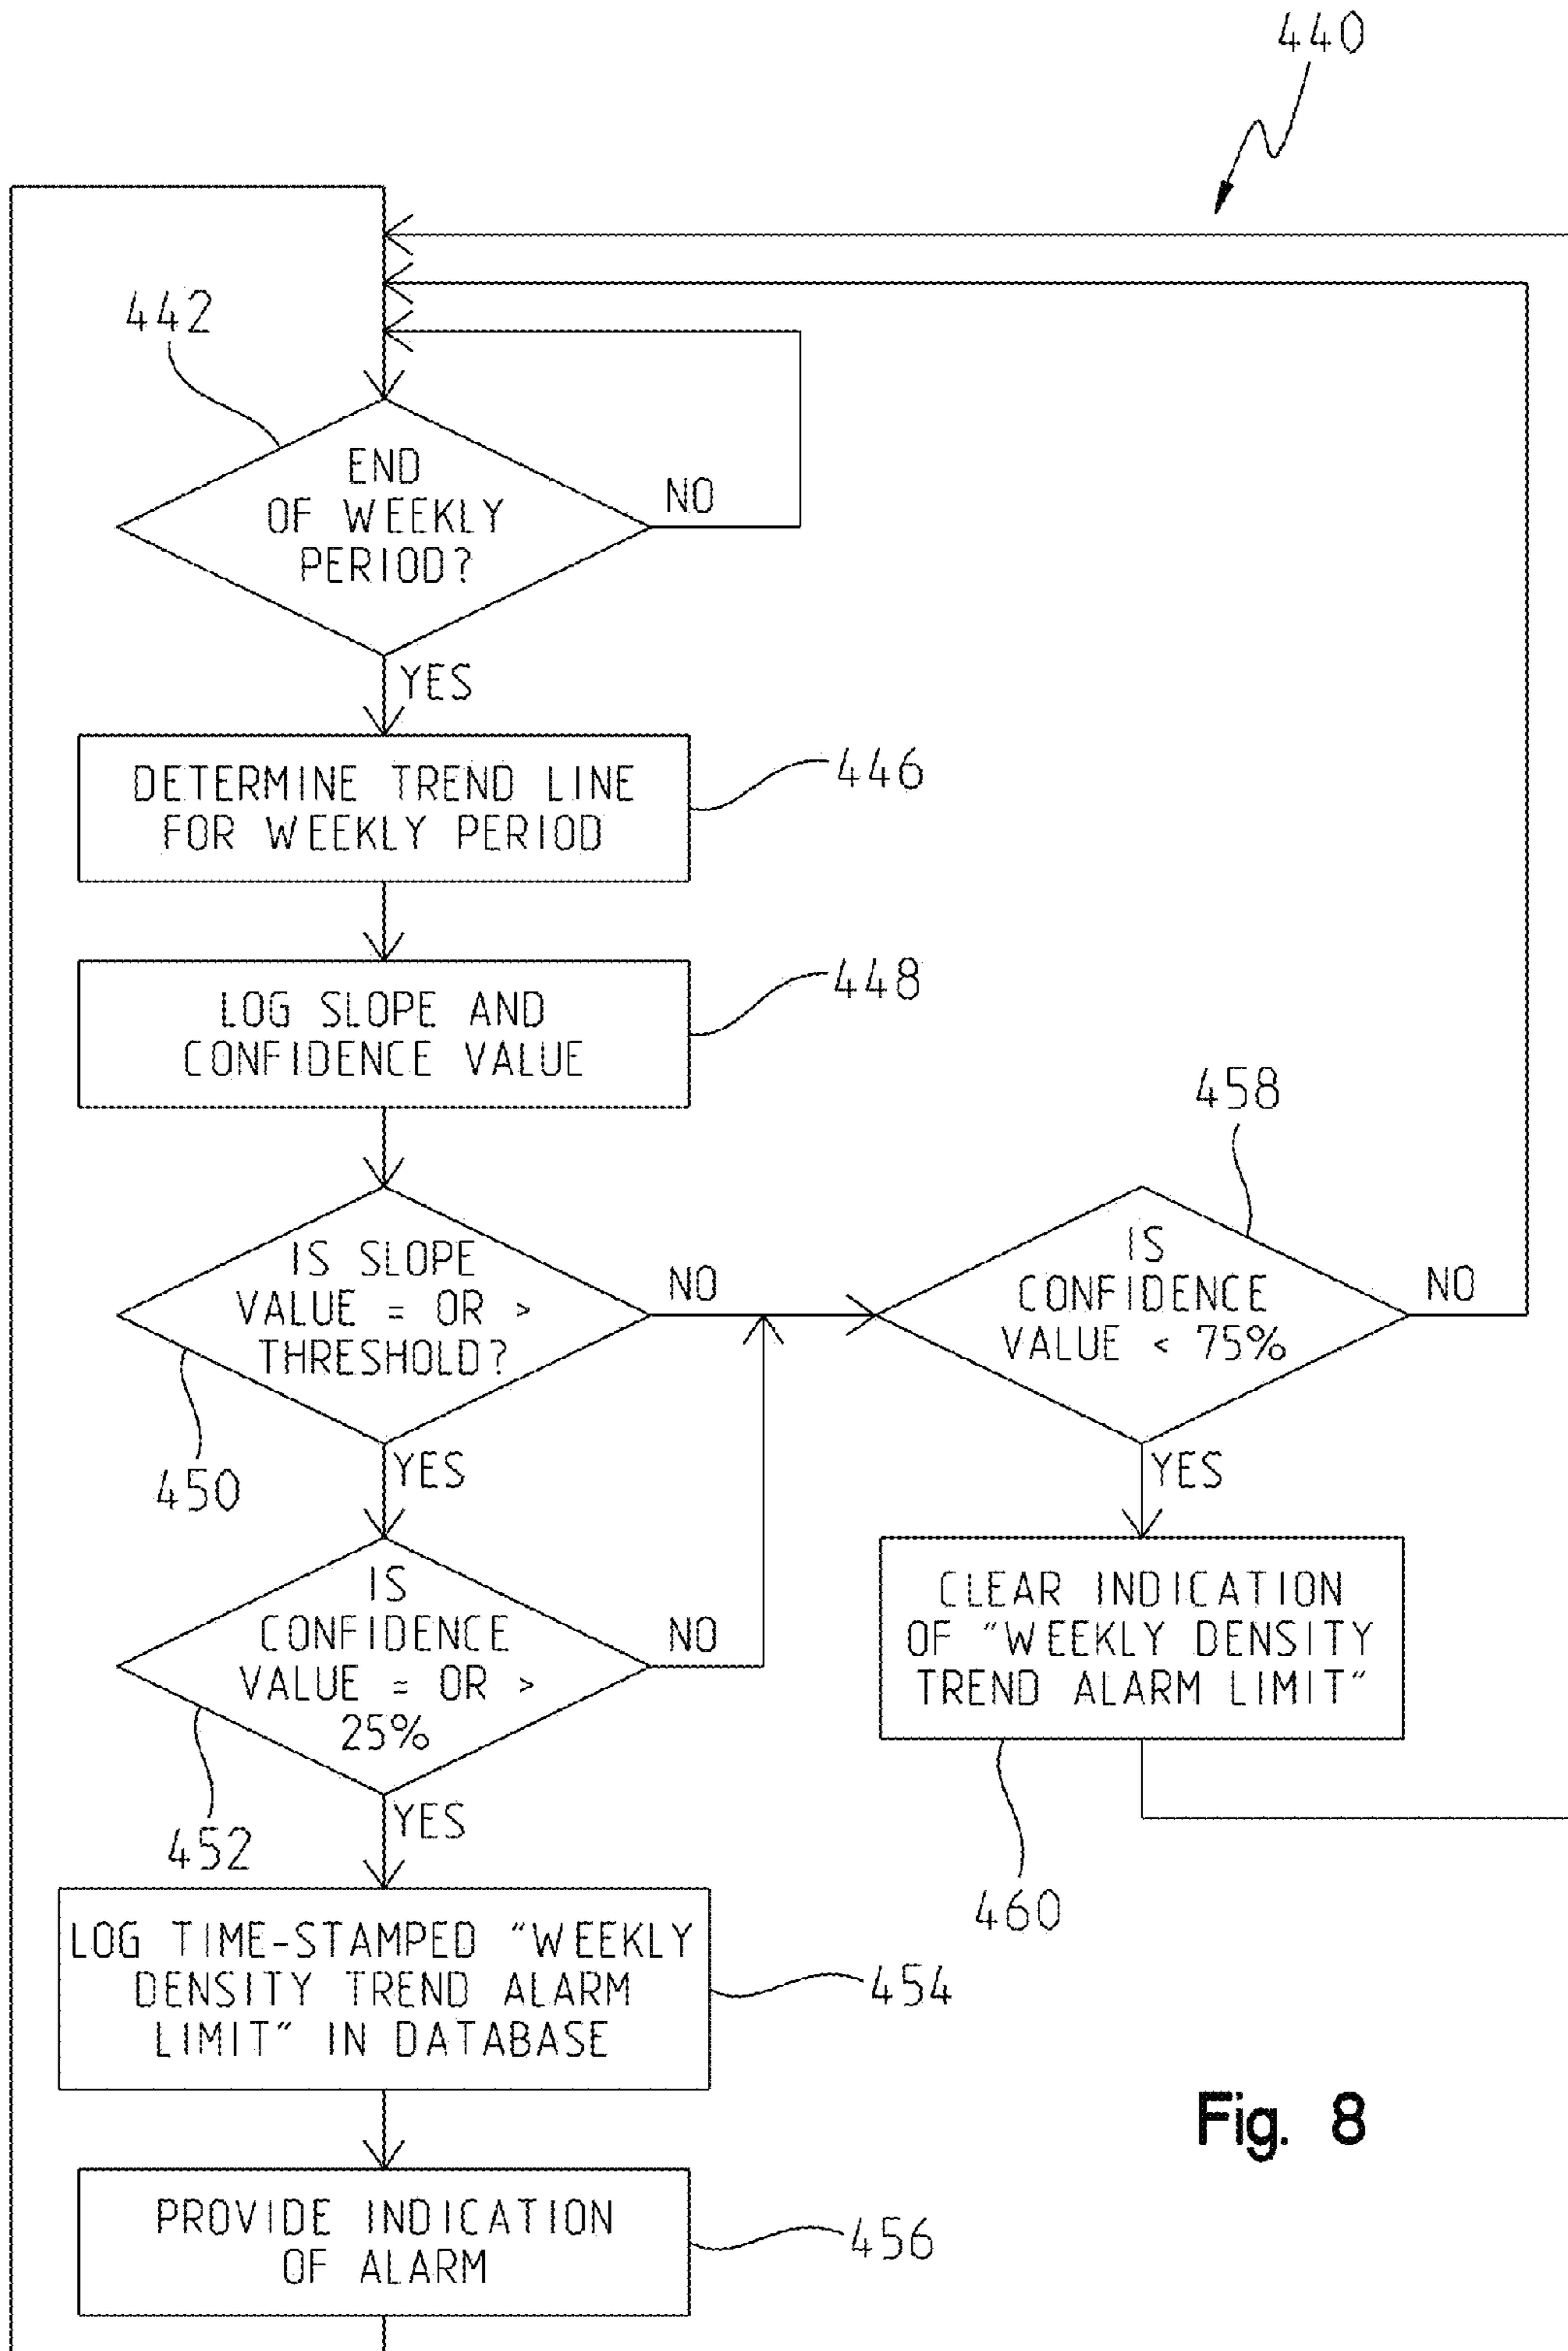 440
442
END
OF WEEKLY
PERIOD?
NO
YES
DETERMINE TREND LINE
FOR WEEKLY PERIOD
446
LOG SLOPE AND
CONFIDENCE VALUE
448
IS SLOPE
VALUE = OR >
THRESHOLD?
NO
450
YES
458
IS
CONFIDENCE
VALUE < 75%
NO
YES
IS
CONFIDENCE
VALUE = OR >
25%
NO
452
YES
CLEAR INDICATION
OF "WEEKLY DENSITY
TREND ALARM LIMIT"
460
LOG TIME-STAMPED "WEEKLY
DENSITY TREND ALARM
LIMIT" IN DATABASE
454
PROVIDE INDICATION
OF ALARM
456
Fig. 8